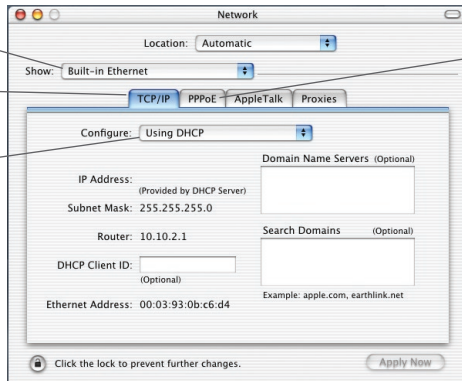 Network
Location: Automatic
Show: Built-in Ethernet
TCP/IP PPPoE AppleTalk Proxies
Configure: Using DHCP
Domain Name Servers (Optional)
IP Address:
(Provided by DHCP Server)
Subnet Mask: 255.255.255.0
Router: 10.10.2.1
Search Domains (Optional)
DHCP Client ID:
(Optional)
Ethernet Address: 00:03:93:0b:c6:d4
Example: apple.com, earthlink.net
Click the lock to prevent further changes.
Apply Now